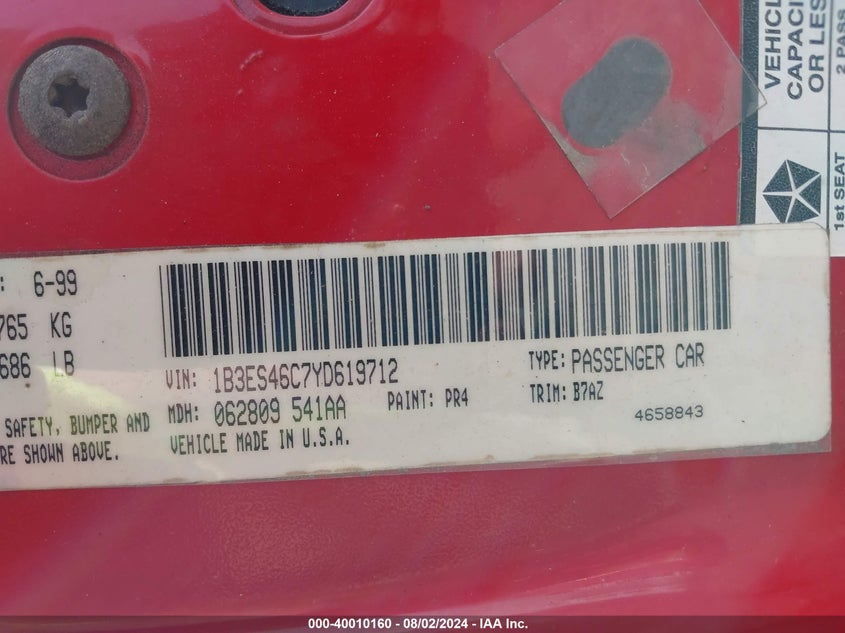 : 6-99
765 KG
686 LB
SAFETY, BUMPER AND
RE SHOWN ABOVE.
VIN: 1B3ES46C7YD619712
MDH: 062809 541AA
PAINT: PR4
VEHICLE MADE IN U.S.A.
TYPE: PASSENGER CAR
TRIM: B7AZ
4658843
VEHICL
CAPACI
OR LES
1st SEAT
2 PASS
000-40010160 - 08/02/2024 - IAA Inc.